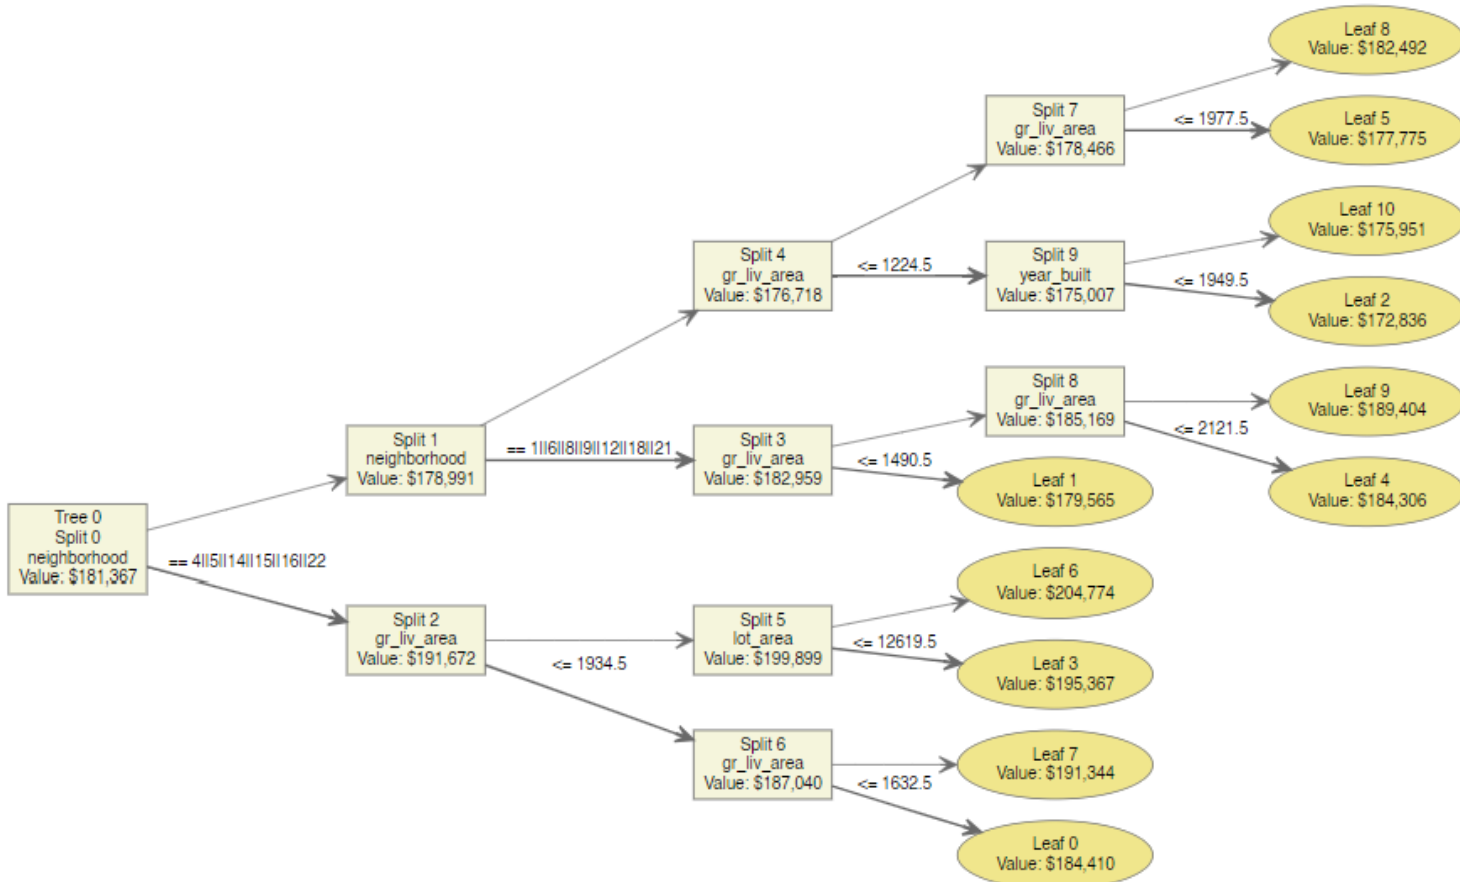 Leaf 8
Value: $182,492
Split 7
gr_liv_area
Value: $178,466
<= 1977.5
Leaf 5
Value: $177,775
Leaf 10
Value: $175,951
Split 4
gr_liv_area
Value: $176,718
<= 1224.5
Split 9
year_built
Value: $175,007
<= 1949.5
Leaf 2
Value: $172,836
Split 8
gr_liv_area
Value: $185,169
Leaf 9
Value: $189,404
<= 2121.5
Split 1
neighborhood
Value: $178,991
== 1||6||8||9||12||18||21
Split 3
gr_liv_area
Value: $182,959
<= 1490.5
Leaf 1
Value: $179,565
Leaf 4
Value: $184,306
Tree 0
Split 0
neighborhood
Value: $181,367
== 4||5||14||15||16||22
Leaf 6
Value: $204,774
Split 2
gr_liv_area
Value: $191,672
<= 1934.5
Split 5
lot_area
Value: $199,899
<= 12619.5
Leaf 3
Value: $195,367
Split 6
gr_liv_area
Value: $187,040
Leaf 7
Value: $191,344
<= 1632.5
Leaf 0
Value: $184,410